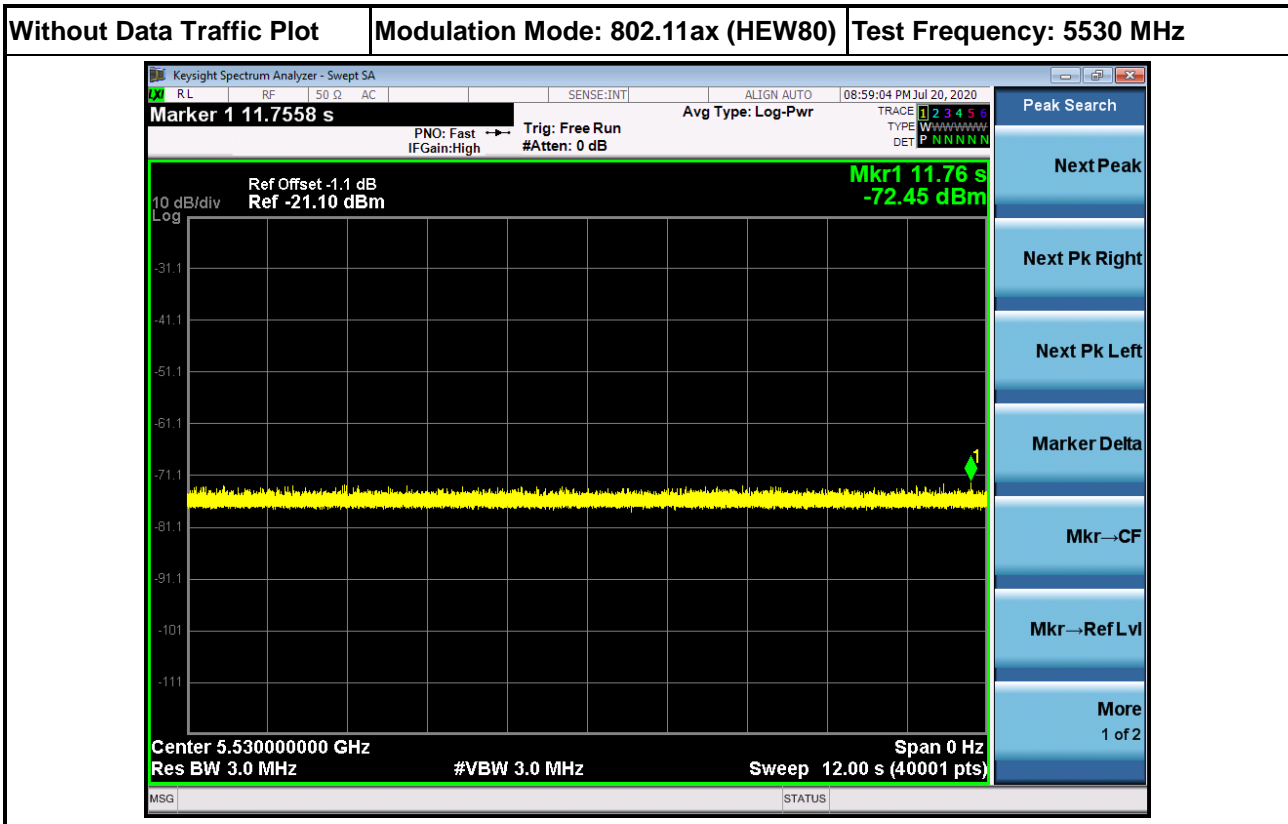 Without Data Traffic Plot Modulation Mode: 802.11ax (HEW80) Test Frequency: 5530 MHz
Keysight Spectrum Analyzer - Swept SA
LXI RL RF 50 Ω AC SENSE:INT ALIGN AUTO 08:59:04 PM Jul 20, 2020
Marker 1 11.7558 s
PNO: Fast
IFGain:High
Trig: Free Run
#Atten: 0 dB
Avg Type: Log-Pwr
TRACE 1 2 3 4 5 6
TYPE WWWWWW
DET P N N N N N
Mkr1 11.76 s
-72.45 dBm
Ref Offset -1.1 dB
10 dB/div Ref -21.10 dBm
Log
-31.1
-41.1
-51.1
-61.1
-71.1
-81.1
-91.1
-101
-111
1
Center 5.530000000 GHz Span 0 Hz
Res BW 3.0 MHz #VBW 3.0 MHz Sweep 12.00 s (40001 pts)
MSG STATUS
Peak Search
Next Peak
Next Pk Right
Next Pk Left
Marker Delta
Mkr→CF
Mkr→Ref Lvl
More
1 of 2